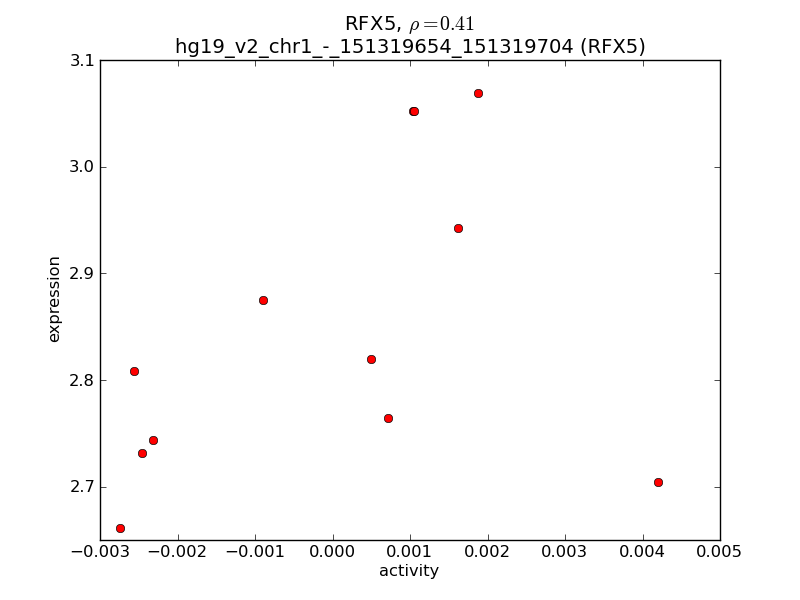 RFX5, ρ=0.41
hg19_v2_chr1_-_151319654_151319704 (RFX5)
3.1
3.0
2.9
2.8
2.7
expression
−0.003 −0.002 −0.001 0.000 0.001 0.002 0.003 0.004 0.005
activity